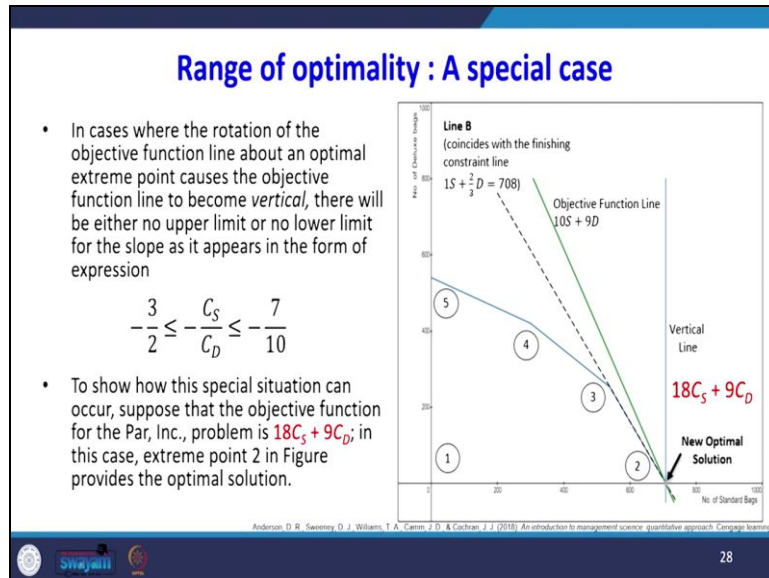 Range of optimality : A special case
• In cases where the rotation of the
objective function line about an optimal
extreme point causes the objective
function line to become vertical, there will
be either no upper limit or no lower limit
for the slope as it appears in the form of
expression
-3/2 ≤ -C_S/C_D ≤ -7/10
• To show how this special situation can
occur, suppose that the objective function
for the Par, Inc., problem is 18C_S + 9C_D; in
this case, extreme point 2 in Figure
provides the optimal solution.
No. of Deluxe bags
1000
800
600
400
200
0
200
400
600
800
1000
No. of Standard Bags
Line B
(coincides with the finishing
constraint line
1S + 2/3 D = 708)
Objective Function Line
10S + 9D
Vertical
Line
18C_S + 9C_D
New Optimal
Solution
5
4
3
2
1
Anderson, D. R., Sweeney, D. J., Williams, T. A., Camm, J. D., & Cochran, J. J. (2018). An introduction to management science: quantitative approach. Cengage learning
swayam
28